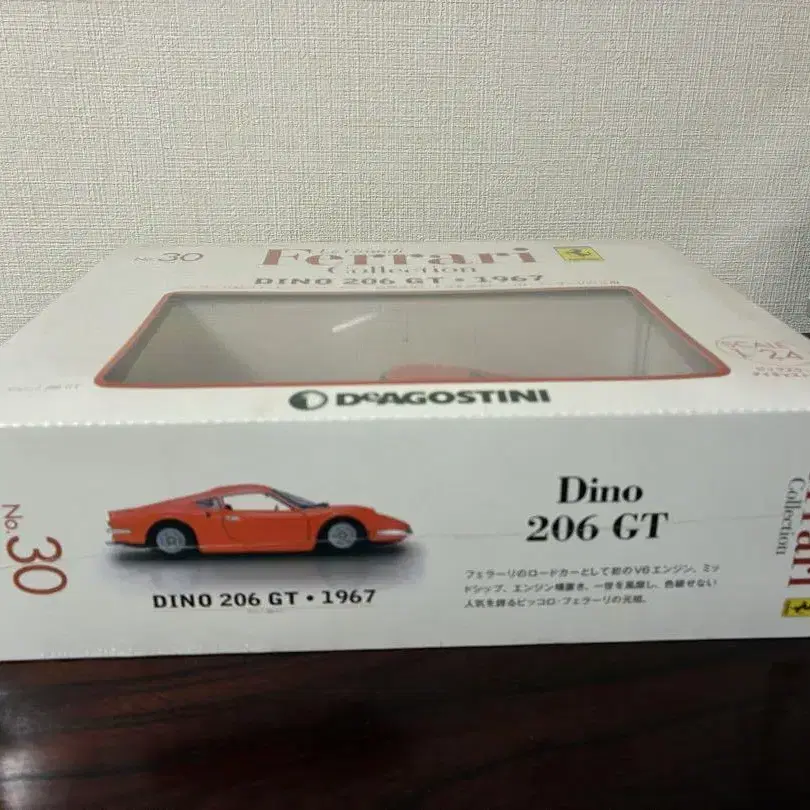 No.30
Le Grandi
Ferrari
Collection
DINO 206 GT • 1967
SCALE
1:24
DeAGOSTINI
No.30
DINO 206 GT • 1967
Dino
206 GT
フェラーリのロードカーとして初のV6エンジン、ミッ
ドシップ、エンジン横置き、一世を風靡し、色褪せない
人気を誇るピッコロ・フェラーリの元祖。
Collection